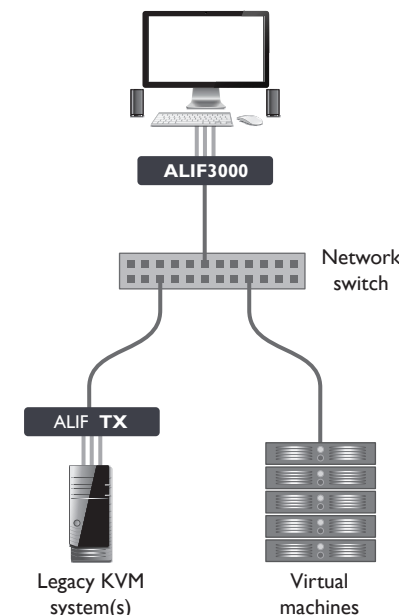 ALIF3000
Network
switch
ALIF TX
Legacy KVM
system(s)
Virtual
machines